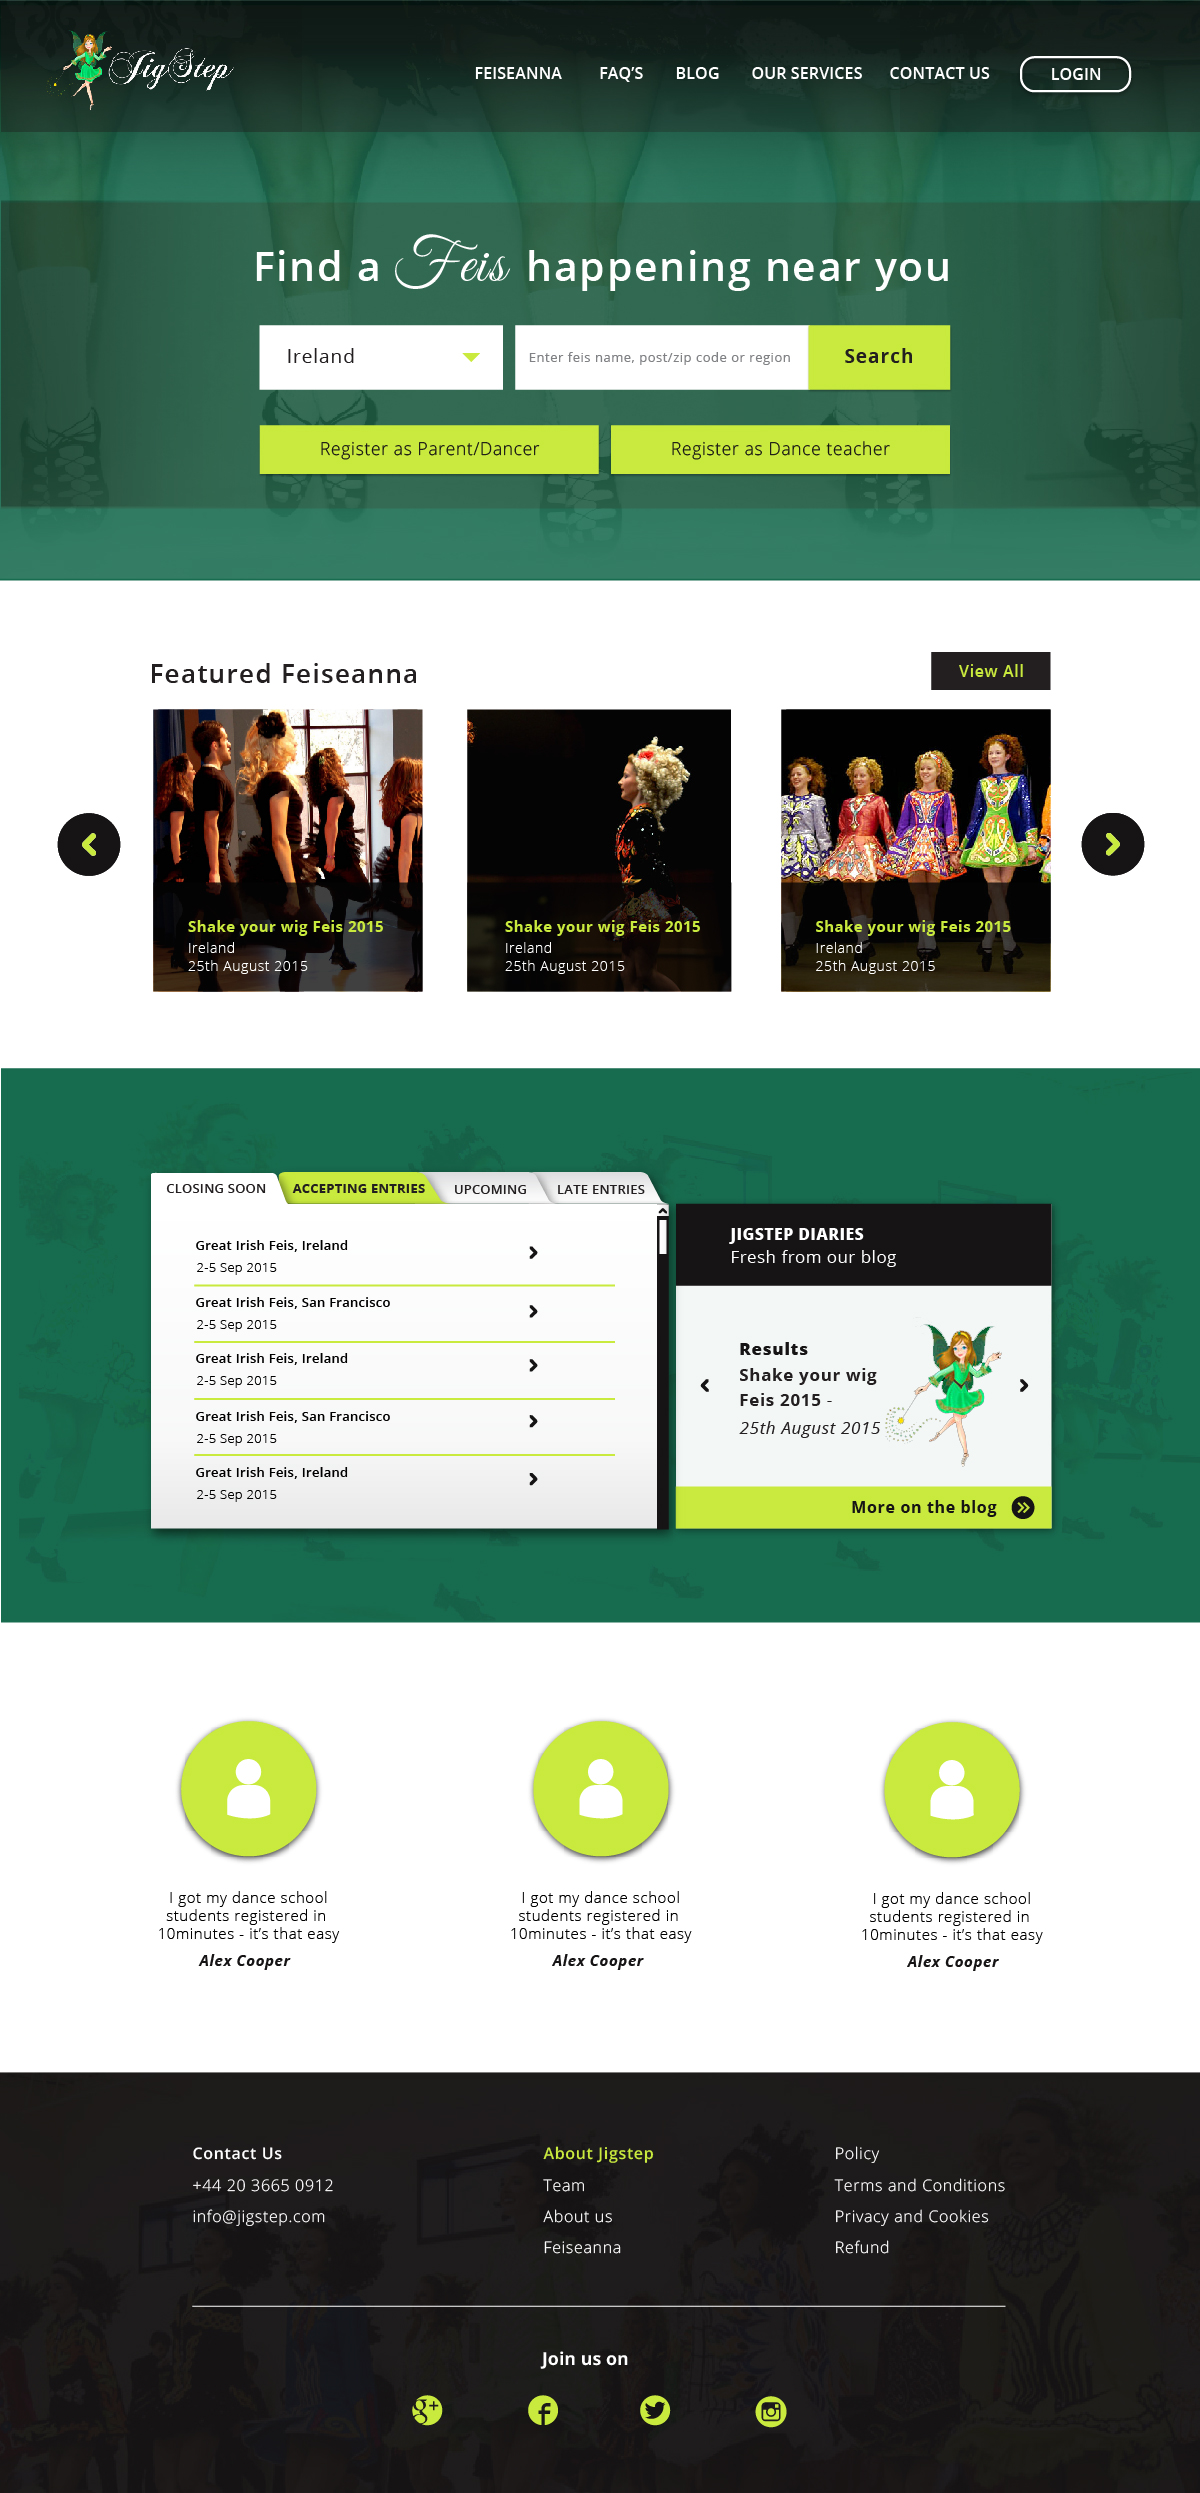 JigStep
FEISEANNA FAQ'S BLOG OUR SERVICES CONTACT US LOGIN
Find a Feis happening near you
Ireland Enter feis name, post/zip code or region Search
Register as Parent/Dancer Register as Dance teacher
Featured Feiseanna View All
Shake your wig Feis 2015
Ireland
25th August 2015
Shake your wig Feis 2015
Ireland
25th August 2015
Shake your wig Feis 2015
Ireland
25th August 2015
CLOSING SOON ACCEPTING ENTRIES UPCOMING LATE ENTRIES
Great Irish Feis, Ireland
2-5 Sep 2015
Great Irish Feis, San Francisco
2-5 Sep 2015
Great Irish Feis, Ireland
2-5 Sep 2015
Great Irish Feis, San Francisco
2-5 Sep 2015
Great Irish Feis, Ireland
2-5 Sep 2015
JIGSTEP DIARIES
Fresh from our blog
Results
Shake your wig
Feis 2015 -
25th August 2015
More on the blog
I got my dance school
students registered in
10minutes - it's that easy
Alex Cooper
I got my dance school
students registered in
10minutes - it's that easy
Alex Cooper
I got my dance school
students registered in
10minutes - it's that easy
Alex Cooper
Contact Us
+44 20 3665 0912
info@jigstep.com
About Jigstep
Team
About us
Feiseanna
Policy
Terms and Conditions
Privacy and Cookies
Refund
Join us on